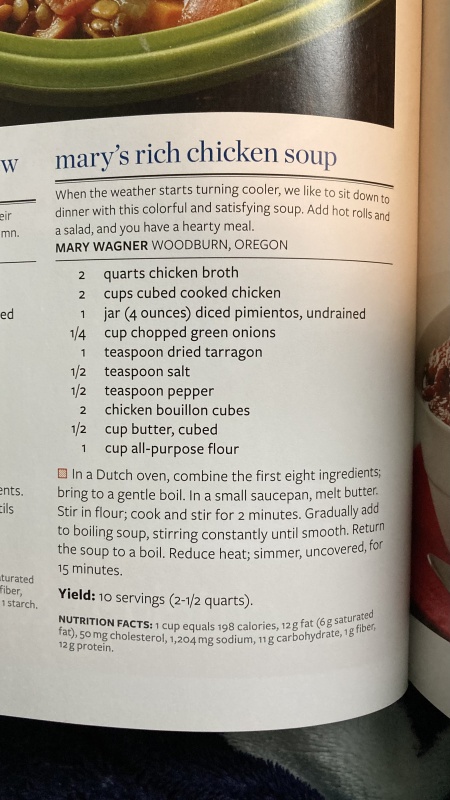 w
eir
mn.
ed
ents.
tils
turated
fiber,
1 starch.
mary's rich chicken soup
When the weather starts turning cooler, we like to sit down to
dinner with this colorful and satisfying soup. Add hot rolls and
a salad, and you have a hearty meal.
MARY WAGNER WOODBURN, OREGON
2 quarts chicken broth
2 cups cubed cooked chicken
1 jar (4 ounces) diced pimientos, undrained
1/4 cup chopped green onions
1 teaspoon dried tarragon
1/2 teaspoon salt
1/2 teaspoon pepper
2 chicken bouillon cubes
1/2 cup butter, cubed
1 cup all-purpose flour
In a Dutch oven, combine the first eight ingredients;
bring to a gentle boil. In a small saucepan, melt butter.
Stir in flour; cook and stir for 2 minutes. Gradually add
to boiling soup, stirring constantly until smooth. Return
the soup to a boil. Reduce heat; simmer, uncovered, for
15 minutes.
Yield: 10 servings (2-1/2 quarts).
NUTRITION FACTS: 1 cup equals 198 calories, 12 g fat (6 g saturated
fat), 50 mg cholesterol, 1,204 mg sodium, 11 g carbohydrate, 1 g fiber,
12 g protein.